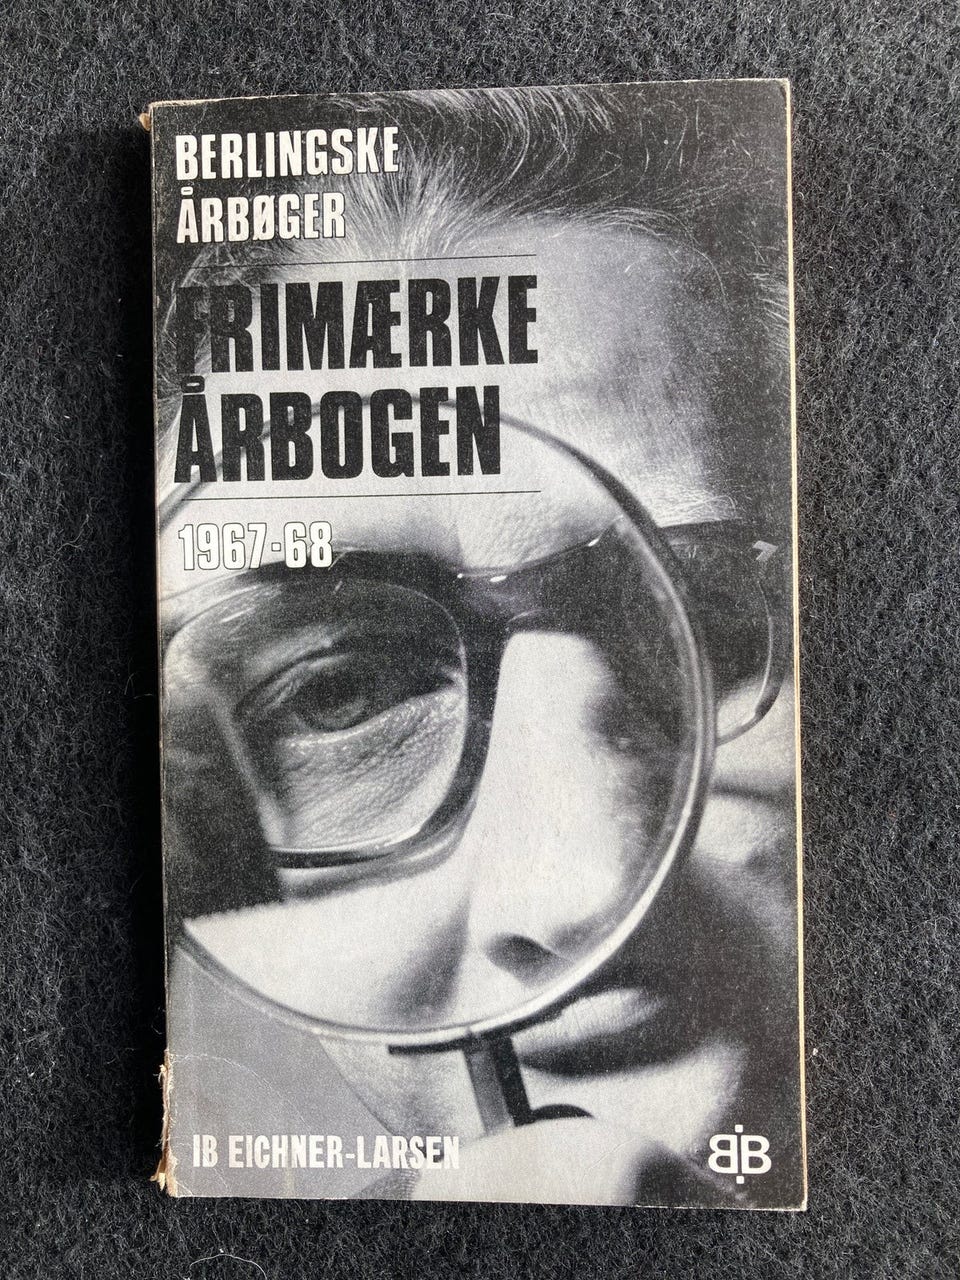 BERLINGSKE
ÅRBØGER
FRIMÆRKE
ÅRBOGEN
1967-68
IB EICHNER-LARSEN
BB